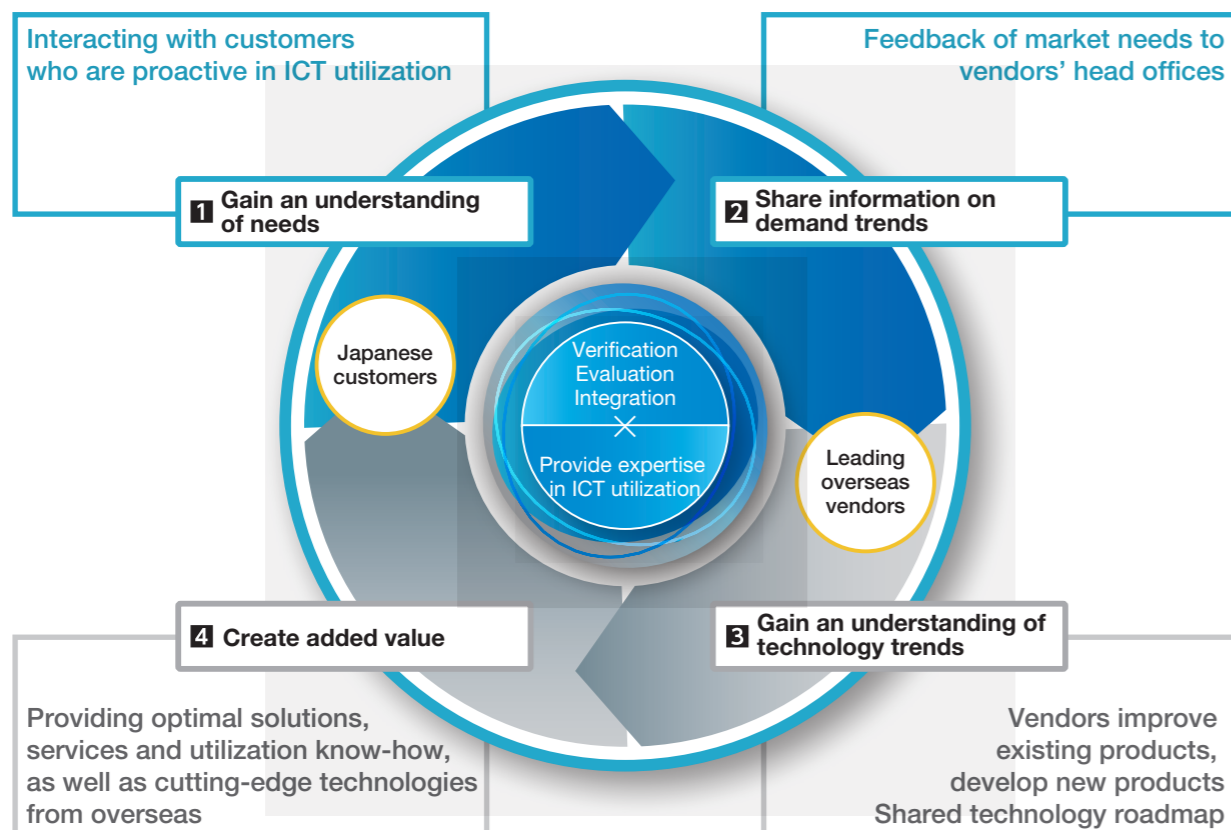 Interacting with customers
who are proactive in ICT utilization
Feedback of market needs to
vendors’ head offices
1 Gain an understanding
of needs
2 Share information on
demand trends
Japanese
customers
Verification
Evaluation
Integration
×
Provide expertise
in ICT utilization
Leading
overseas
vendors
4 Create added value
3 Gain an understanding of
technology trends
Providing optimal solutions,
services and utilization know-how,
as well as cutting-edge technologies
from overseas
Vendors improve
existing products,
develop new products
Shared technology roadmap